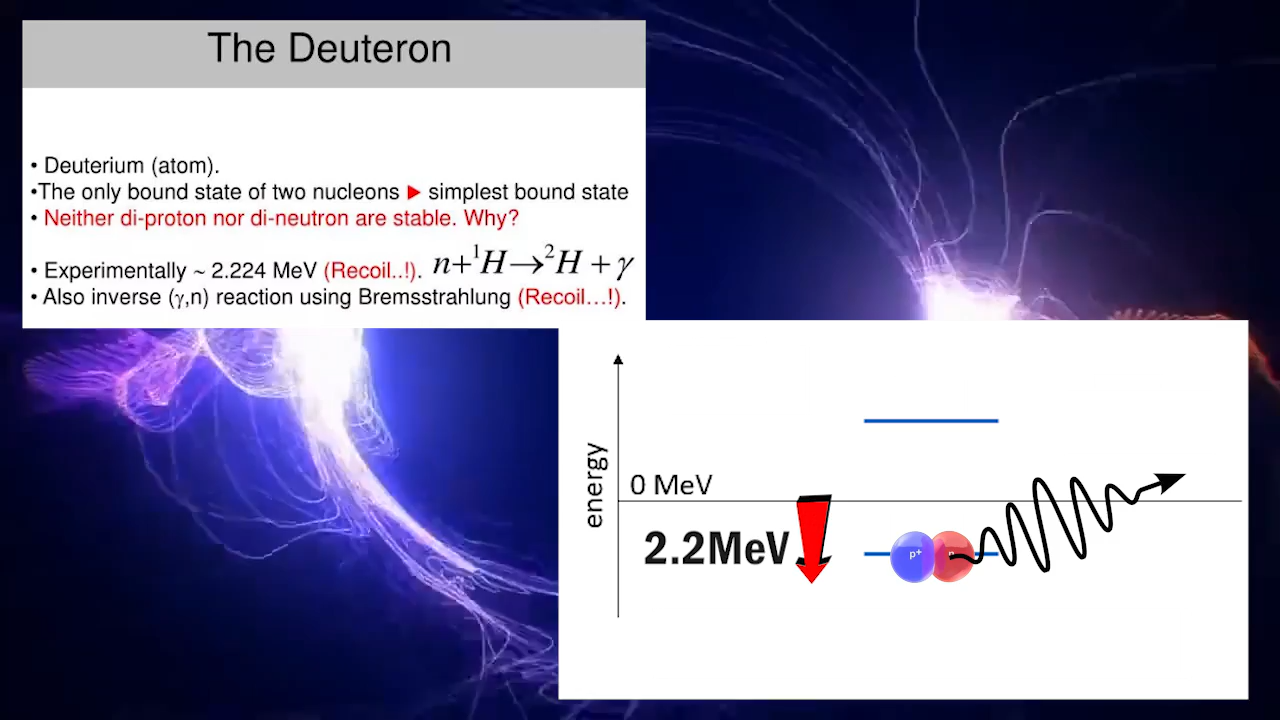 The Deuteron
• Deuterium (atom).
•The only bound state of two nucleons ► simplest bound state
• Neither di-proton nor di-neutron are stable. Why?
• Experimentally ~ 2.224 MeV (Recoil..!). n+¹H→²H + γ
• Also inverse (γ,n) reaction using Bremsstrahlung (Recoil…!).
energy
0 MeV
2.2MeV
p⁺
n